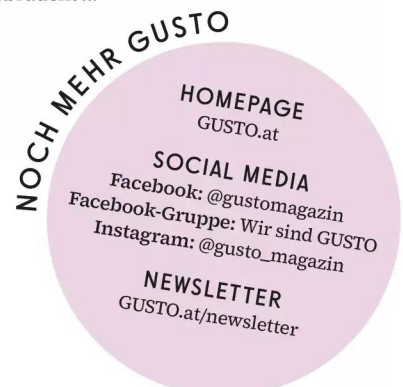 NOCH MEHR GUSTO
HOMEPAGE
GUSTO.at
SOCIAL MEDIA
Facebook: @gustomagazin
Facebook-Gruppe: Wir sind GUSTO
Instagram: @gusto_magazin
NEWSLETTER
GUSTO.at/newsletter